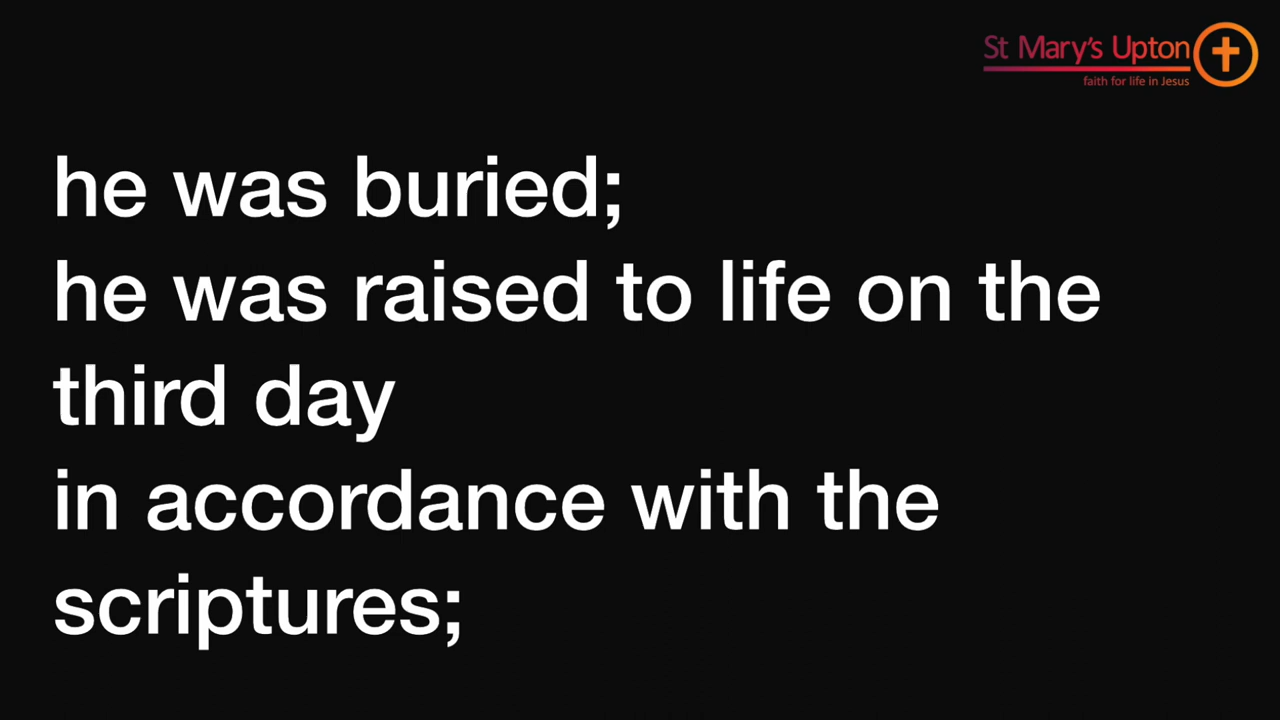 St Mary's Upton
faith for life in Jesus
he was buried;
he was raised to life on the
third day
in accordance with the
scriptures;